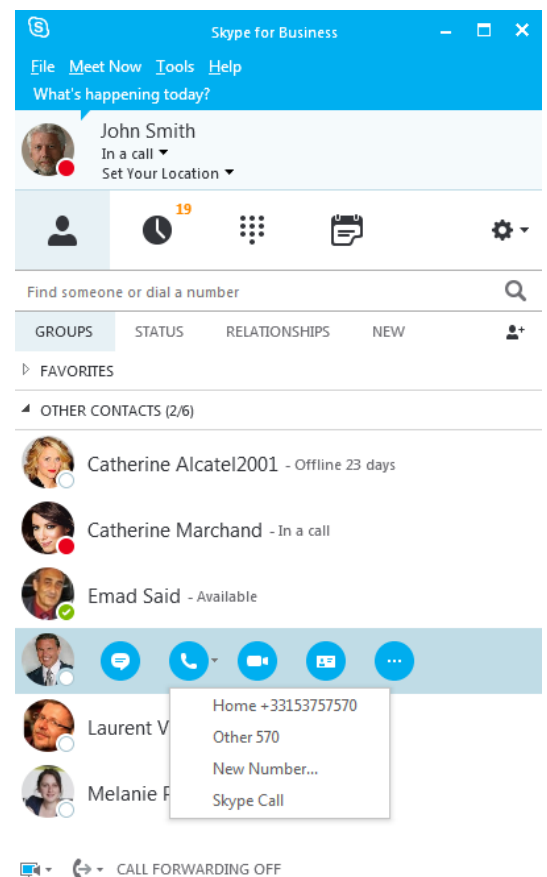 Skype for Business
File Meet Now Tools Help
What's happening today?
John Smith
In a call
Set Your Location
19
Find someone or dial a number
GROUPS STATUS RELATIONSHIPS NEW
FAVORITES
OTHER CONTACTS (2/6)
Catherine Alcatel2001 - Offline 23 days
Catherine Marchand - In a call
Emad Said - Available
Home +33153757570
Laurent V
Other 570
New Number...
Melanie
Skype Call
CALL FORWARDING OFF